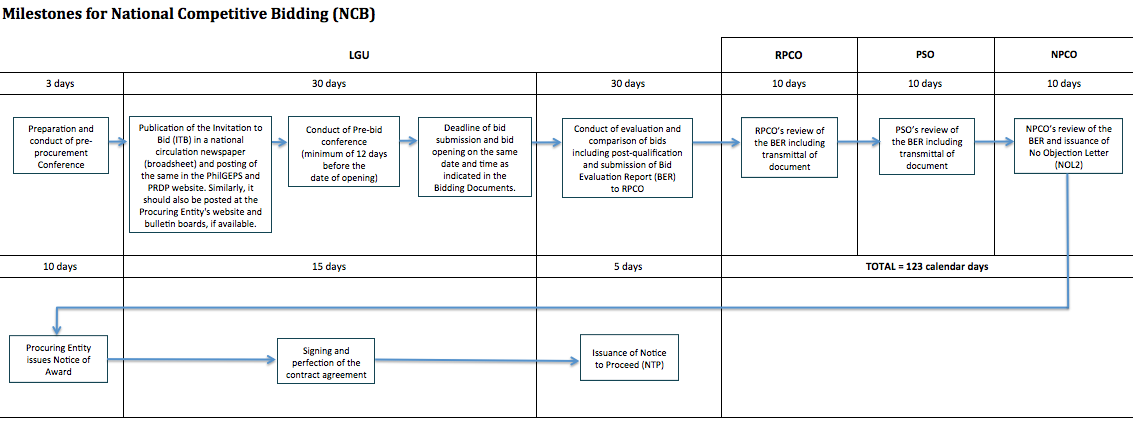 Milestones for National Competitive Bidding (NCB)
LGU
RPCO
PSO
NPCO
3 days
30 days
30 days
10 days
10 days
10 days
Preparation and
conduct of pre-
procurement
Conference
Publication of the Invitation to
Bid (ITB) in a national
circulation newspaper
(broadsheet) and posting of
the same in the PhilGEPS and
PRDP website. Similarly, it
should also be posted at the
Procuring Entity's website and
bulletin boards, if available.
Conduct of Pre-bid
conference
(minimum of 12 days
before the
date of opening)
Deadline of bid
submission and bid
opening on the same
date and time as
indicated in the
Bidding Documents.
Conduct of evaluation and
comparison of bids
including post-qualification
and submission of Bid
Evaluation Report (BER)
to RPCO
RPCO's review of
the BER including
transmittal of
document
PSO's review of
the BER including
transmittal of
document
NPCO's review of the
BER and issuance of
No Objection Letter
(NOL2)
10 days
15 days
5 days
TOTAL = 123 calendar days
Procuring Entity
issues Notice of
Award
Signing and
perfection of the
contract agreement
Issuance of Notice
to Proceed (NTP)